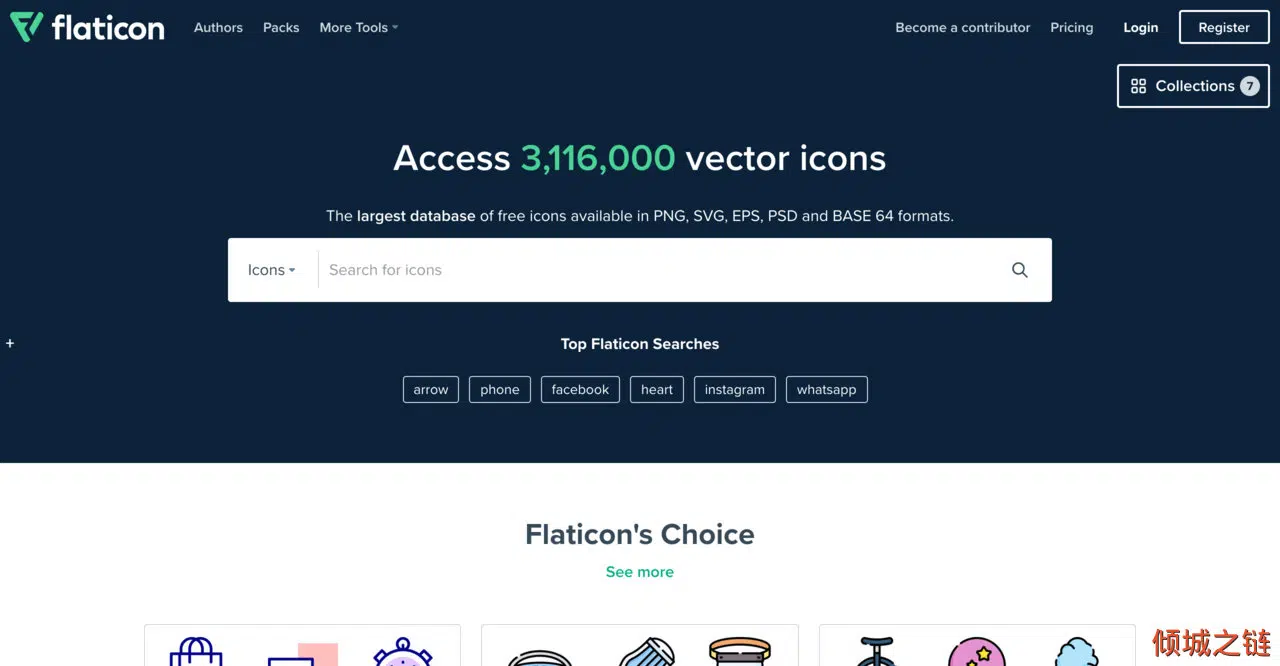 flaticon
Authors Packs More Tools
Become a contributor Pricing Login Register
Collections 7
Access 3,116,000 vector icons
The largest database of free icons available in PNG, SVG, EPS, PSD and BASE 64 formats.
Icons Search for icons
+
Top Flaticon Searches
arrow phone facebook heart instagram whatsapp
Flaticon's Choice
See more
倾城之链